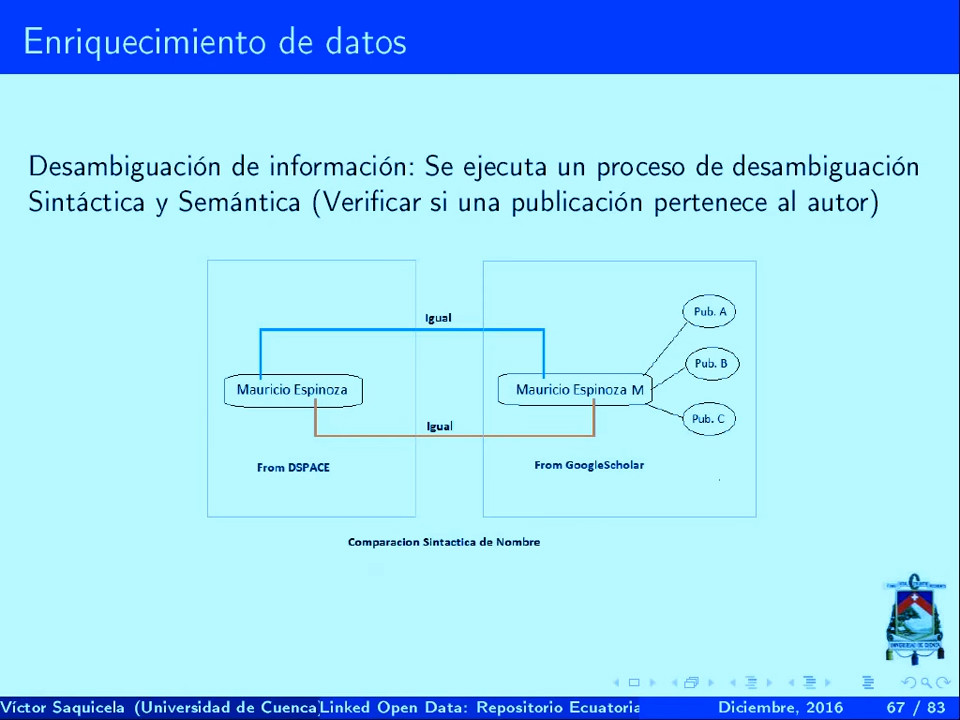 Enriquecimiento de datos
Desambiguación de información: Se ejecuta un proceso de desambiguación
Sintáctica y Semántica (Verificar si una publicación pertenece al autor)
Igual
Pub. A
Pub. B
Mauricio Espinoza
Mauricio Espinoza M
Pub. C
Igual
From DSPACE
From GoogleScholar
Comparacion Sintactica de Nombre
Víctor Saquicela (Universidad de Cuenca)
Linked Open Data: Repositorio Ecuatoria
Diciembre, 2016
67 / 83